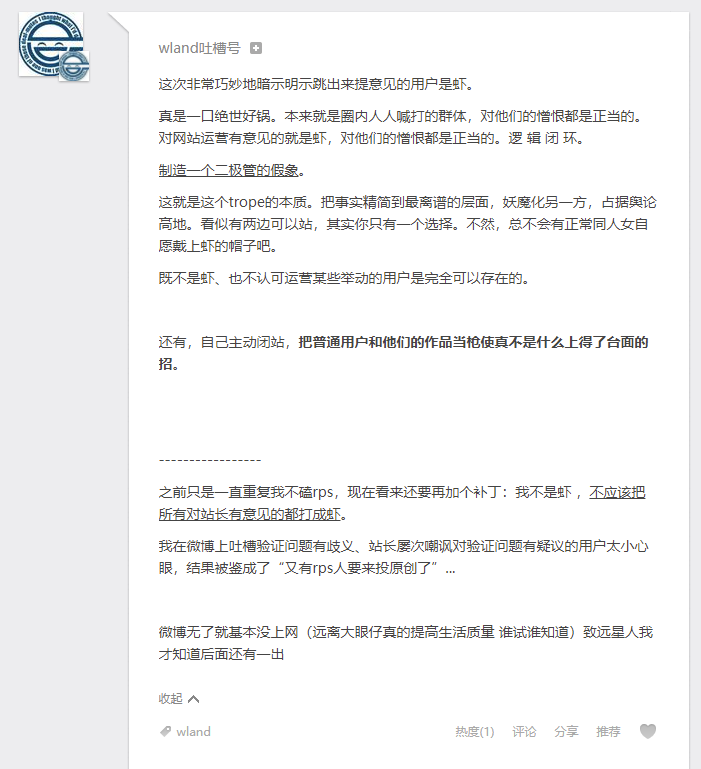 wland吐槽号
这次非常巧妙地暗示明示跳出来提意见的用户是虾。
真是一口绝世好锅。本来就是圈内人人喊打的群体，对他们的憎恨都是正当的。
对网站运营有意见的就是虾，对他们的憎恨都是正当的。逻 辑 闭 环。
制造一个二极管的假象。
这就是这个trope的本质。把事实精简到最离谱的层面，妖魔化另一方，占据舆论
高地。看似有两边可以站，其实你只有一个选择。不然，总不会有正常同人女自
愿戴上虾的帽子吧。
既不是虾、也不认可运营某些举动的用户是完全可以存在的。
还有，自己主动闭站，把普通用户和他们的作品当枪使真不是什么上得了台面的
招。
-----------------
之前只是一直重复我不磕rps，现在看来还要再加个补丁：我不是虾 ，不应该把
所有对站长有意见的都打成虾。
我在微博上吐槽验证问题有歧义、站长屡次嘲讽对验证问题有疑议的用户太小心
眼，结果被鉴成了“又有rps人要来投原创了”...
微博无了就基本没上网（远离大眼仔真的提高生活质量 谁试谁知道）致远星人我
才知道后面还有一出
收起
wland 热度(1) 评论 分享 推荐